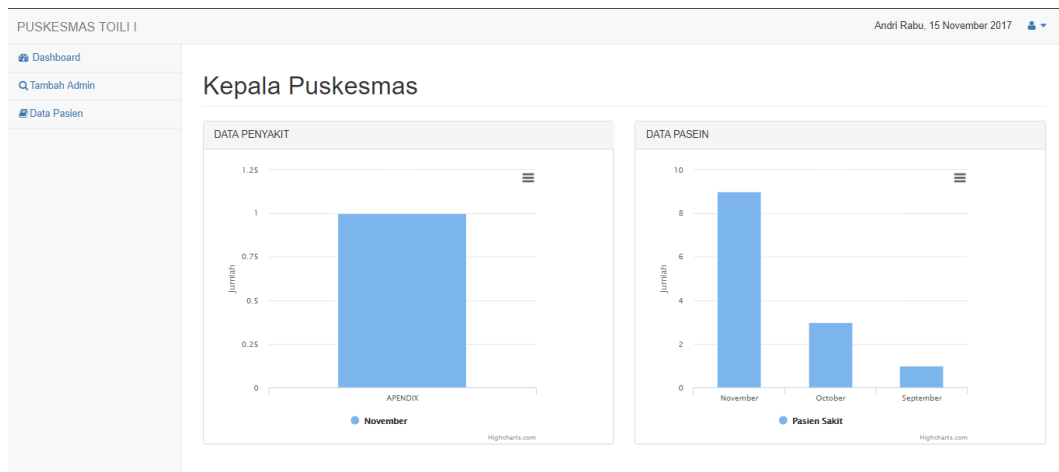 PUSKESMAS TOILI I
Andri Rabu, 15 November 2017
Dashboard
Tambah Admin
Data Pasien
Kepala Puskesmas
DATA PENYAKIT
1.25
1
0.75
0.5
0.25
0
Jumlah
APENDIX
November
Highcharts.com
DATA PASEIN
10
8
6
4
2
0
Jumlah
November October September
Pasien Sakit
Highcharts.com